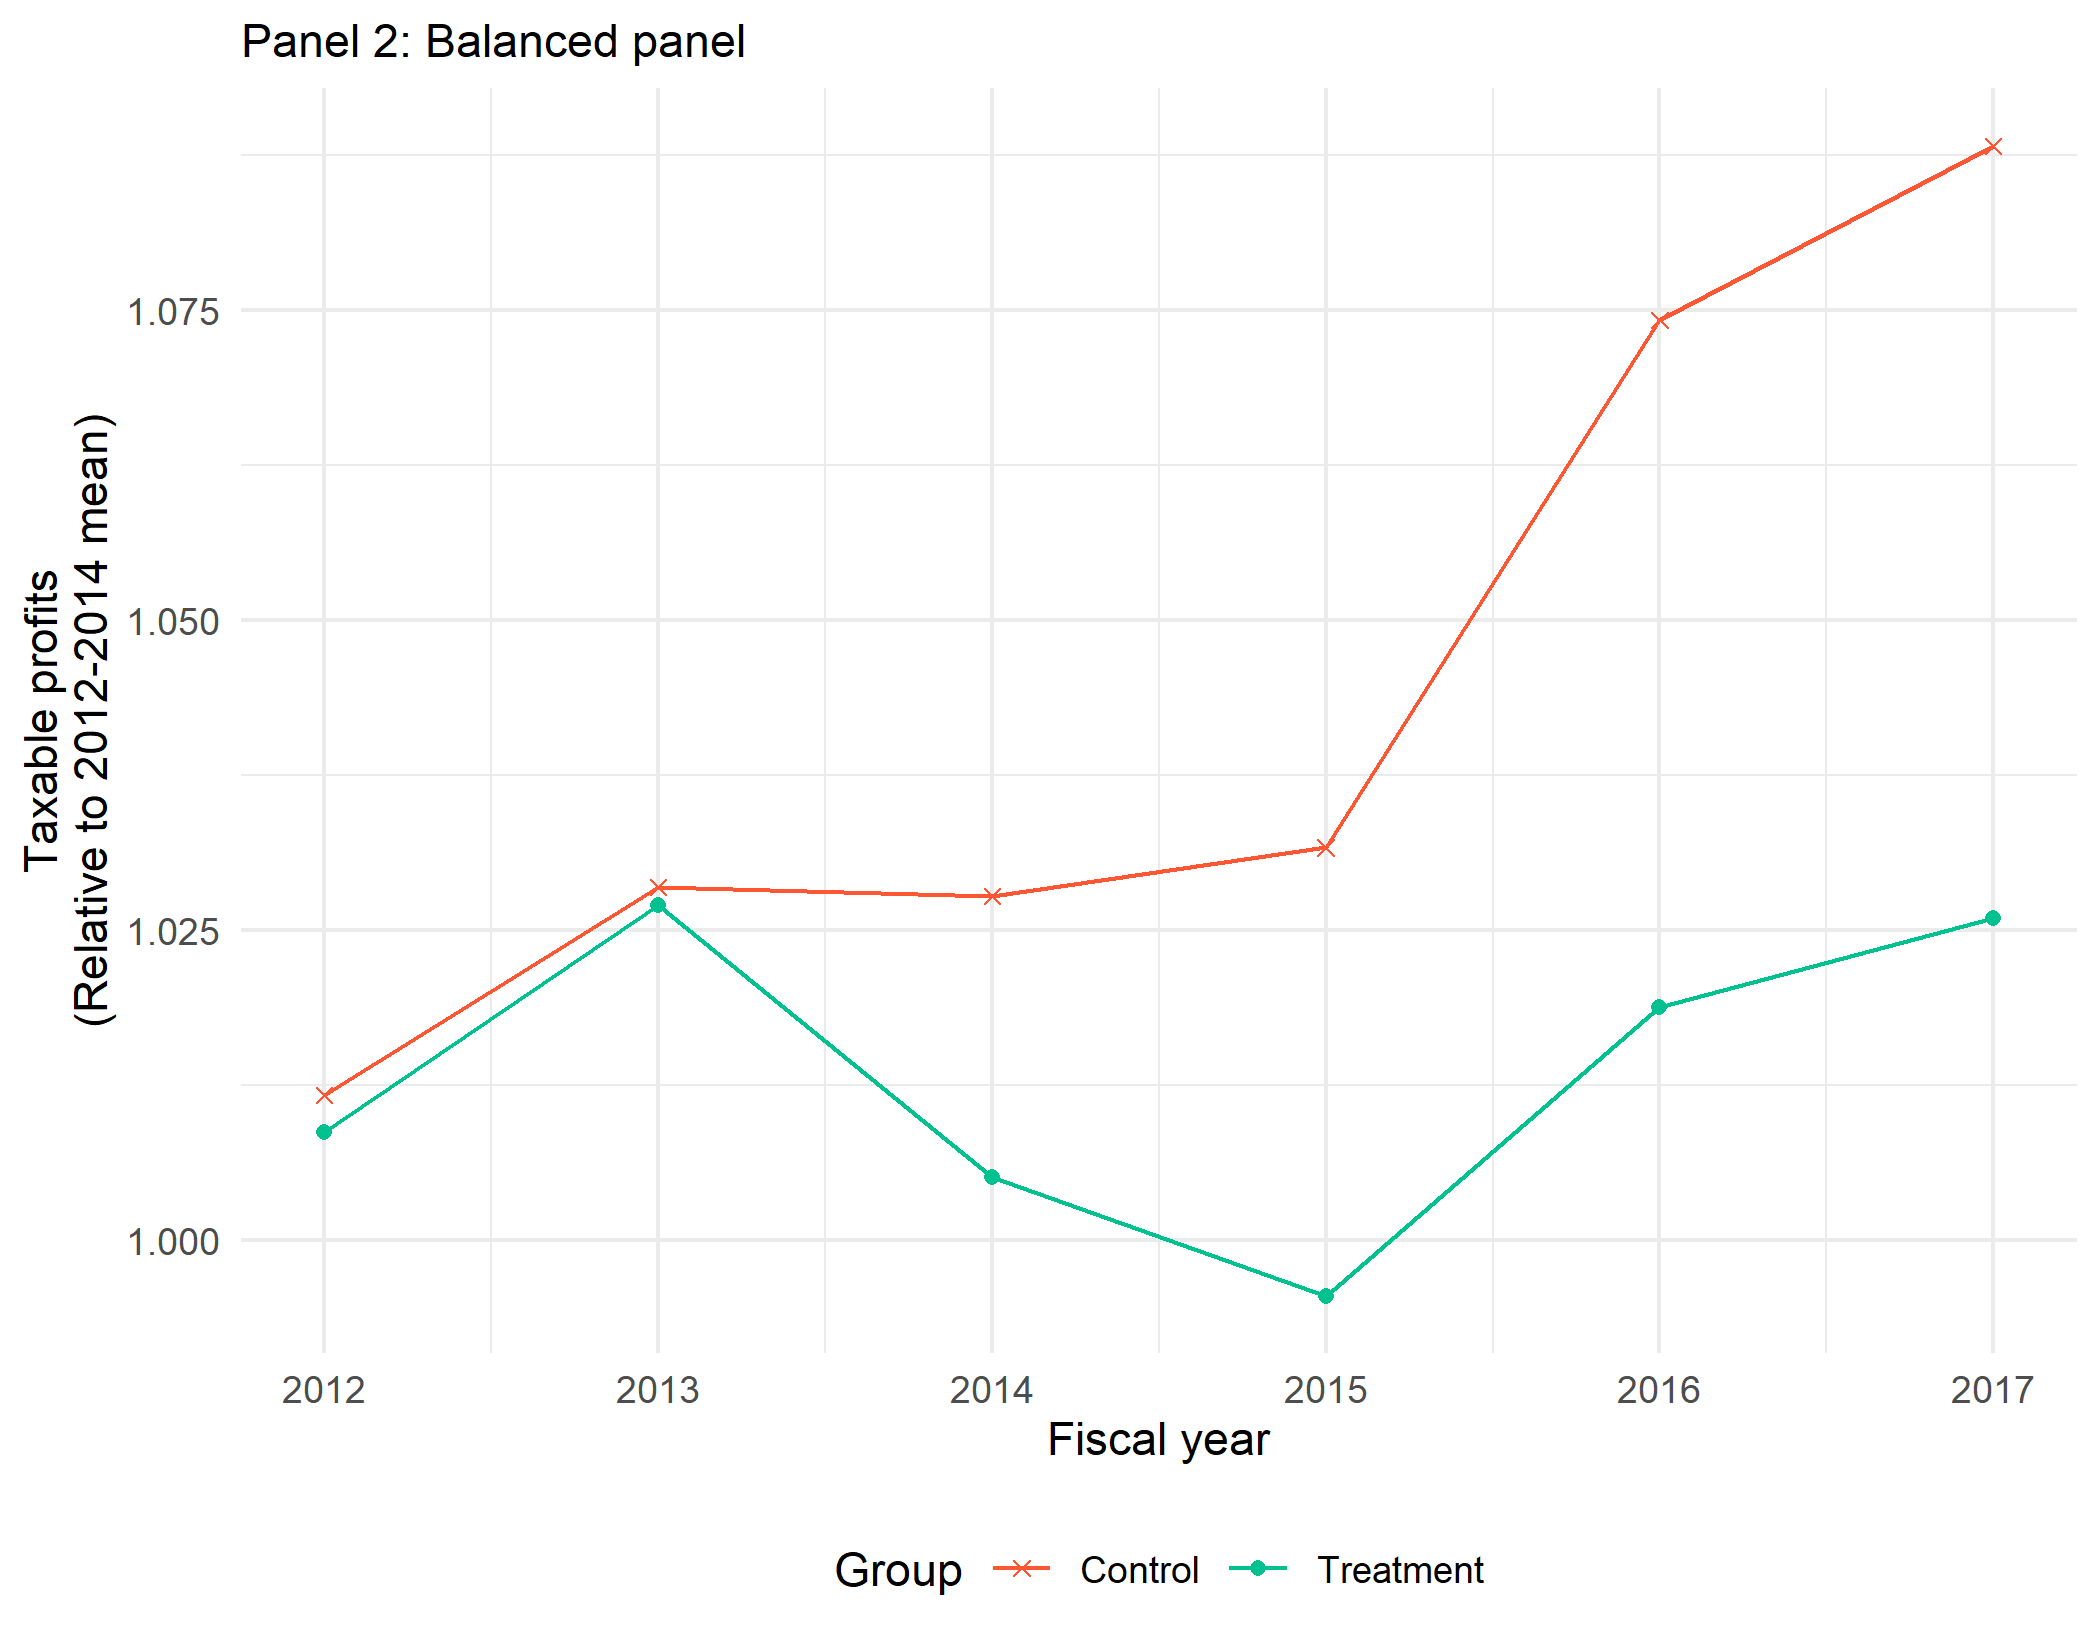 Panel 2: Balanced panel
Taxable profits
(Relative to 2012-2014 mean)
1.075
1.050
1.025
1.000
2012 2013 2014 2015 2016 2017
Fiscal year
Group Control Treatment